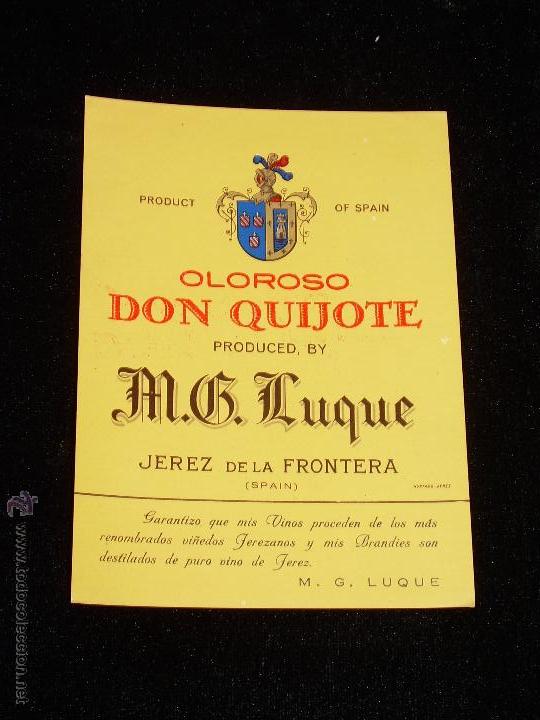 PRODUCT OF SPAIN
OLOROSO
DON QUIJOTE
PRODUCED, BY
M.G. Luque
JEREZ DE LA FRONTERA
(SPAIN)
Garantizo que mis Vinos proceden de los más
renombrados viñedos Jerezanos y mis Brandies son
destilados de puro vino de Jerez.
M. G. LUQUE
www.todocoleccion.net